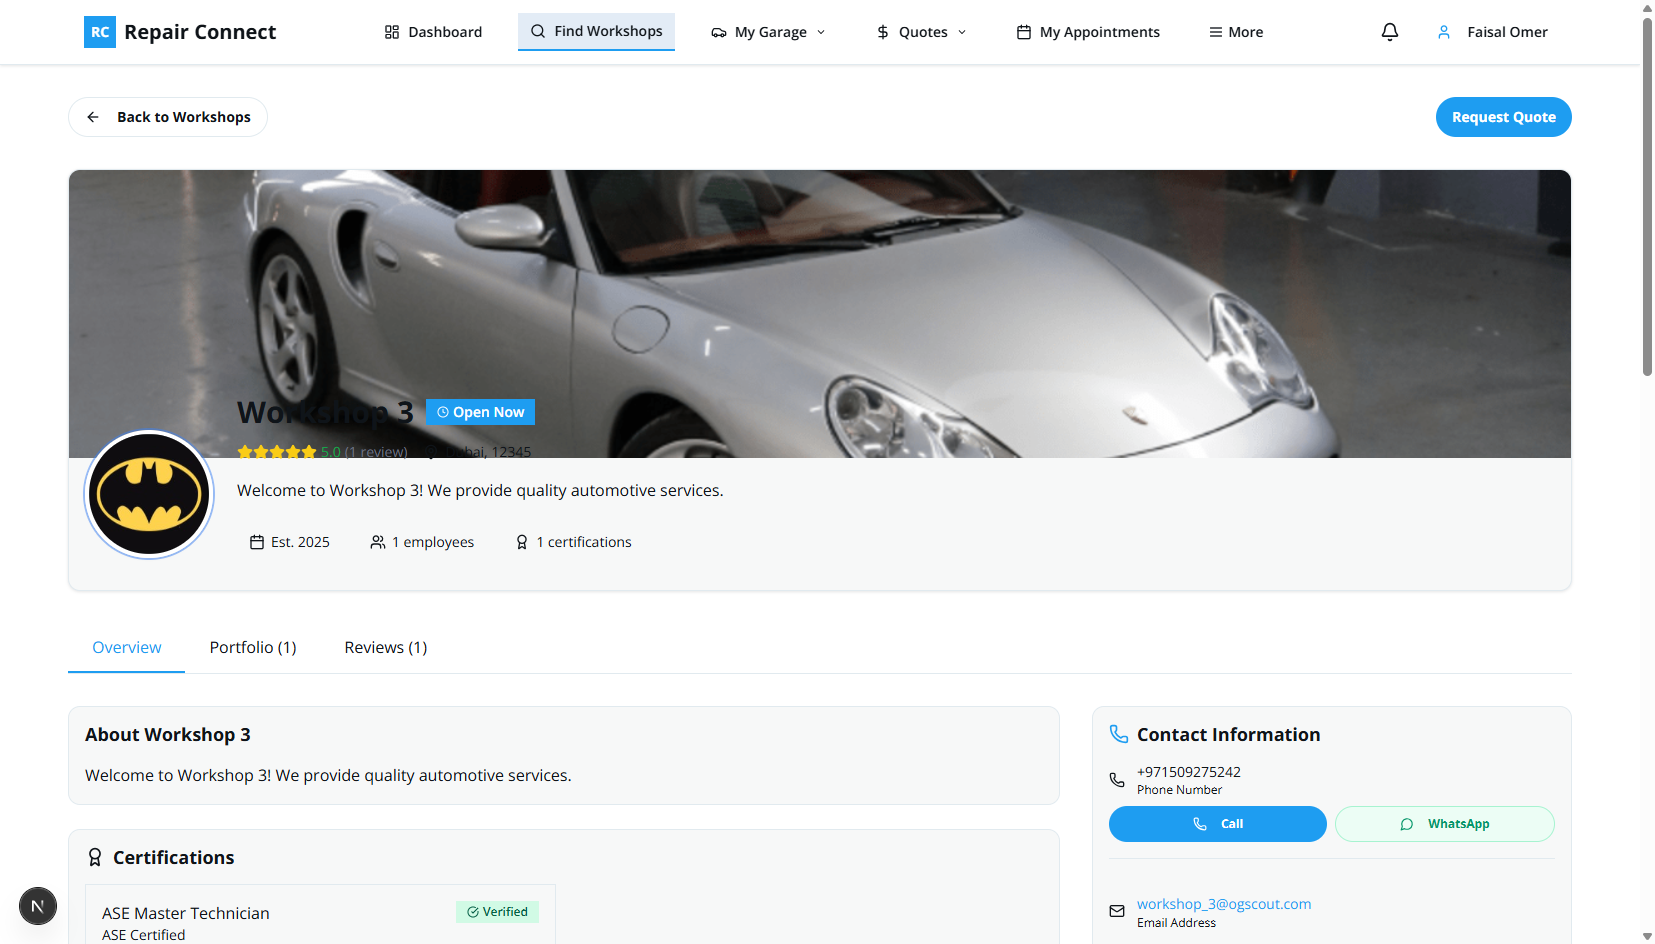 RC Repair Connect Dashboard Find Workshops My Garage Quotes My Appointments More Faisal Omer
Back to Workshops Request Quote
Workshop 3 Open Now
5.0 (1 review) Dubai, 12345
Welcome to Workshop 3! We provide quality automotive services.
Est. 2025 1 employees 1 certifications
Overview Portfolio (1) Reviews (1)
About Workshop 3
Welcome to Workshop 3! We provide quality automotive services.
Certifications
ASE Master Technician Verified
ASE Certified
Contact Information
+971509275242
Phone Number
Call WhatsApp
workshop_3@ogscout.com
Email Address
N